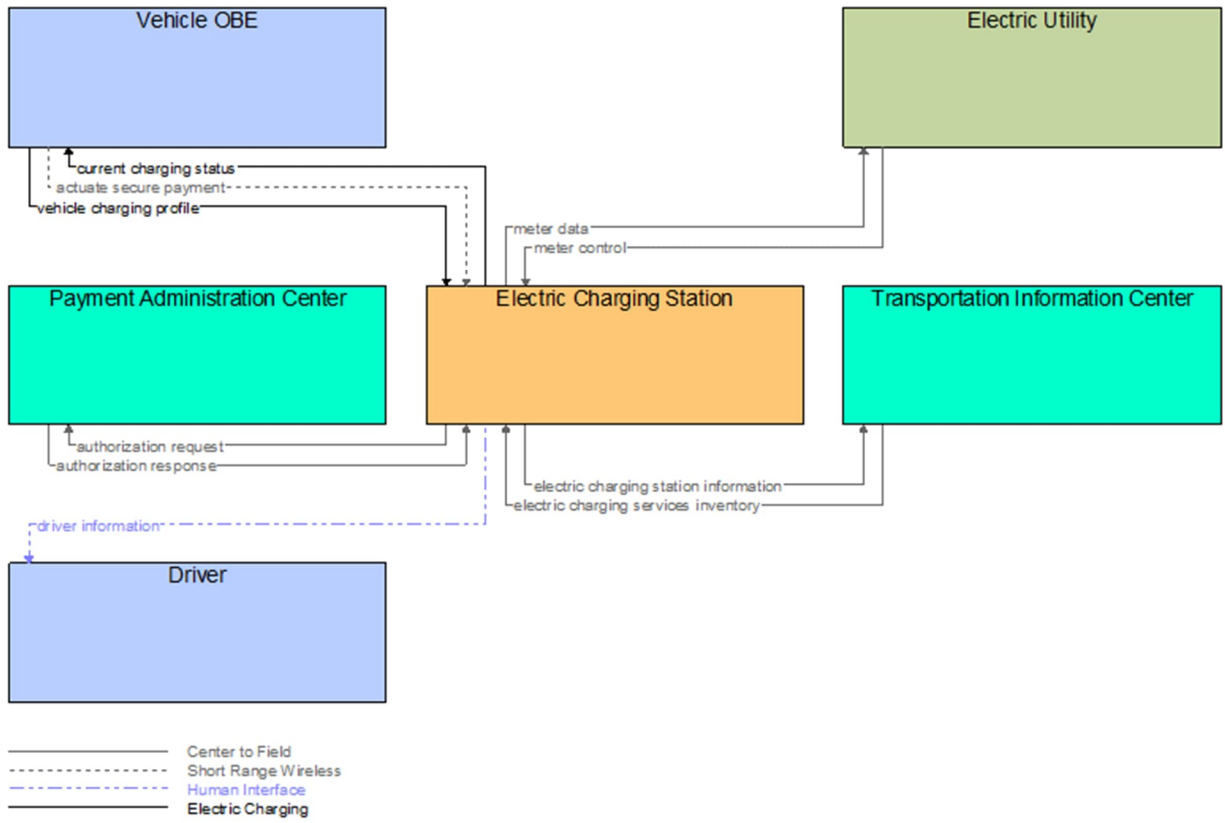 Vehicle OBE
Electric Utility
current charging status
actuate secure payment
vehicle charging profile
meter data
meter control
Payment Administration Center
Electric Charging Station
Transportation Information Center
authorization request
authorization response
electric charging station information
electric charging services inventory
driver information
Driver
Center to Field
Short Range Wireless
Human Interface
Electric Charging